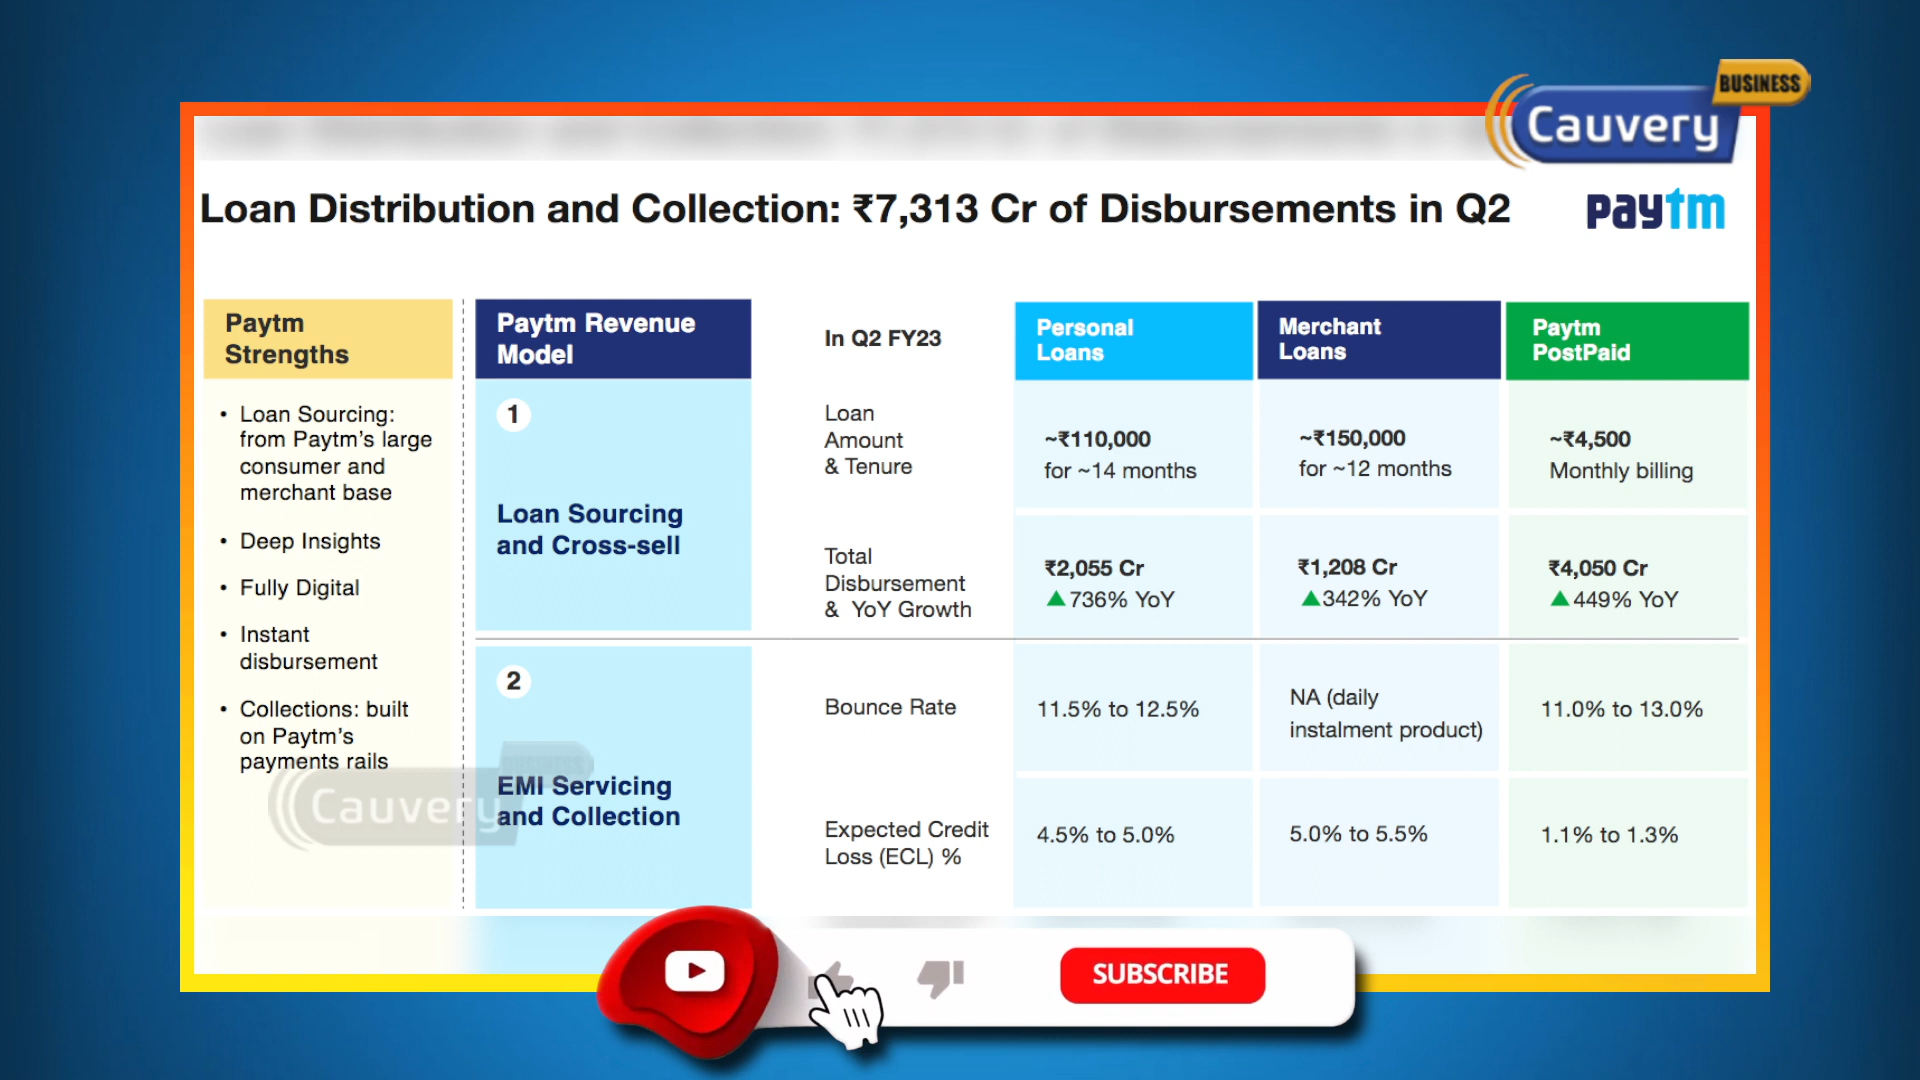 BUSINESS
Cauvery
Loan Distribution and Collection: ₹7,313 Cr of Disbursements in Q2
paytm
Paytm
Strengths
• Loan Sourcing:
from Paytm's large
consumer and
merchant base
• Deep Insights
• Fully Digital
• Instant
disbursement
• Collections: built
on Paytm's
payments rails
Paytm Revenue
Model
1
Loan Sourcing
and Cross-sell
2
EMI Servicing
and Collection
In Q2 FY23
Personal
Loans
Merchant
Loans
Paytm
PostPaid
Loan
Amount
& Tenure
~₹110,000
for ~14 months
~₹150,000
for ~12 months
~₹4,500
Monthly billing
Total
Disbursement
& YoY Growth
₹2,055 Cr
▲736% YoY
₹1,208 Cr
▲342% YoY
₹4,050 Cr
▲449% YoY
Bounce Rate
11.5% to 12.5%
NA (daily
instalment product)
11.0% to 13.0%
Expected Credit
Loss (ECL) %
4.5% to 5.0%
5.0% to 5.5%
1.1% to 1.3%
BUSINESS
Cauvery
SUBSCRIBE